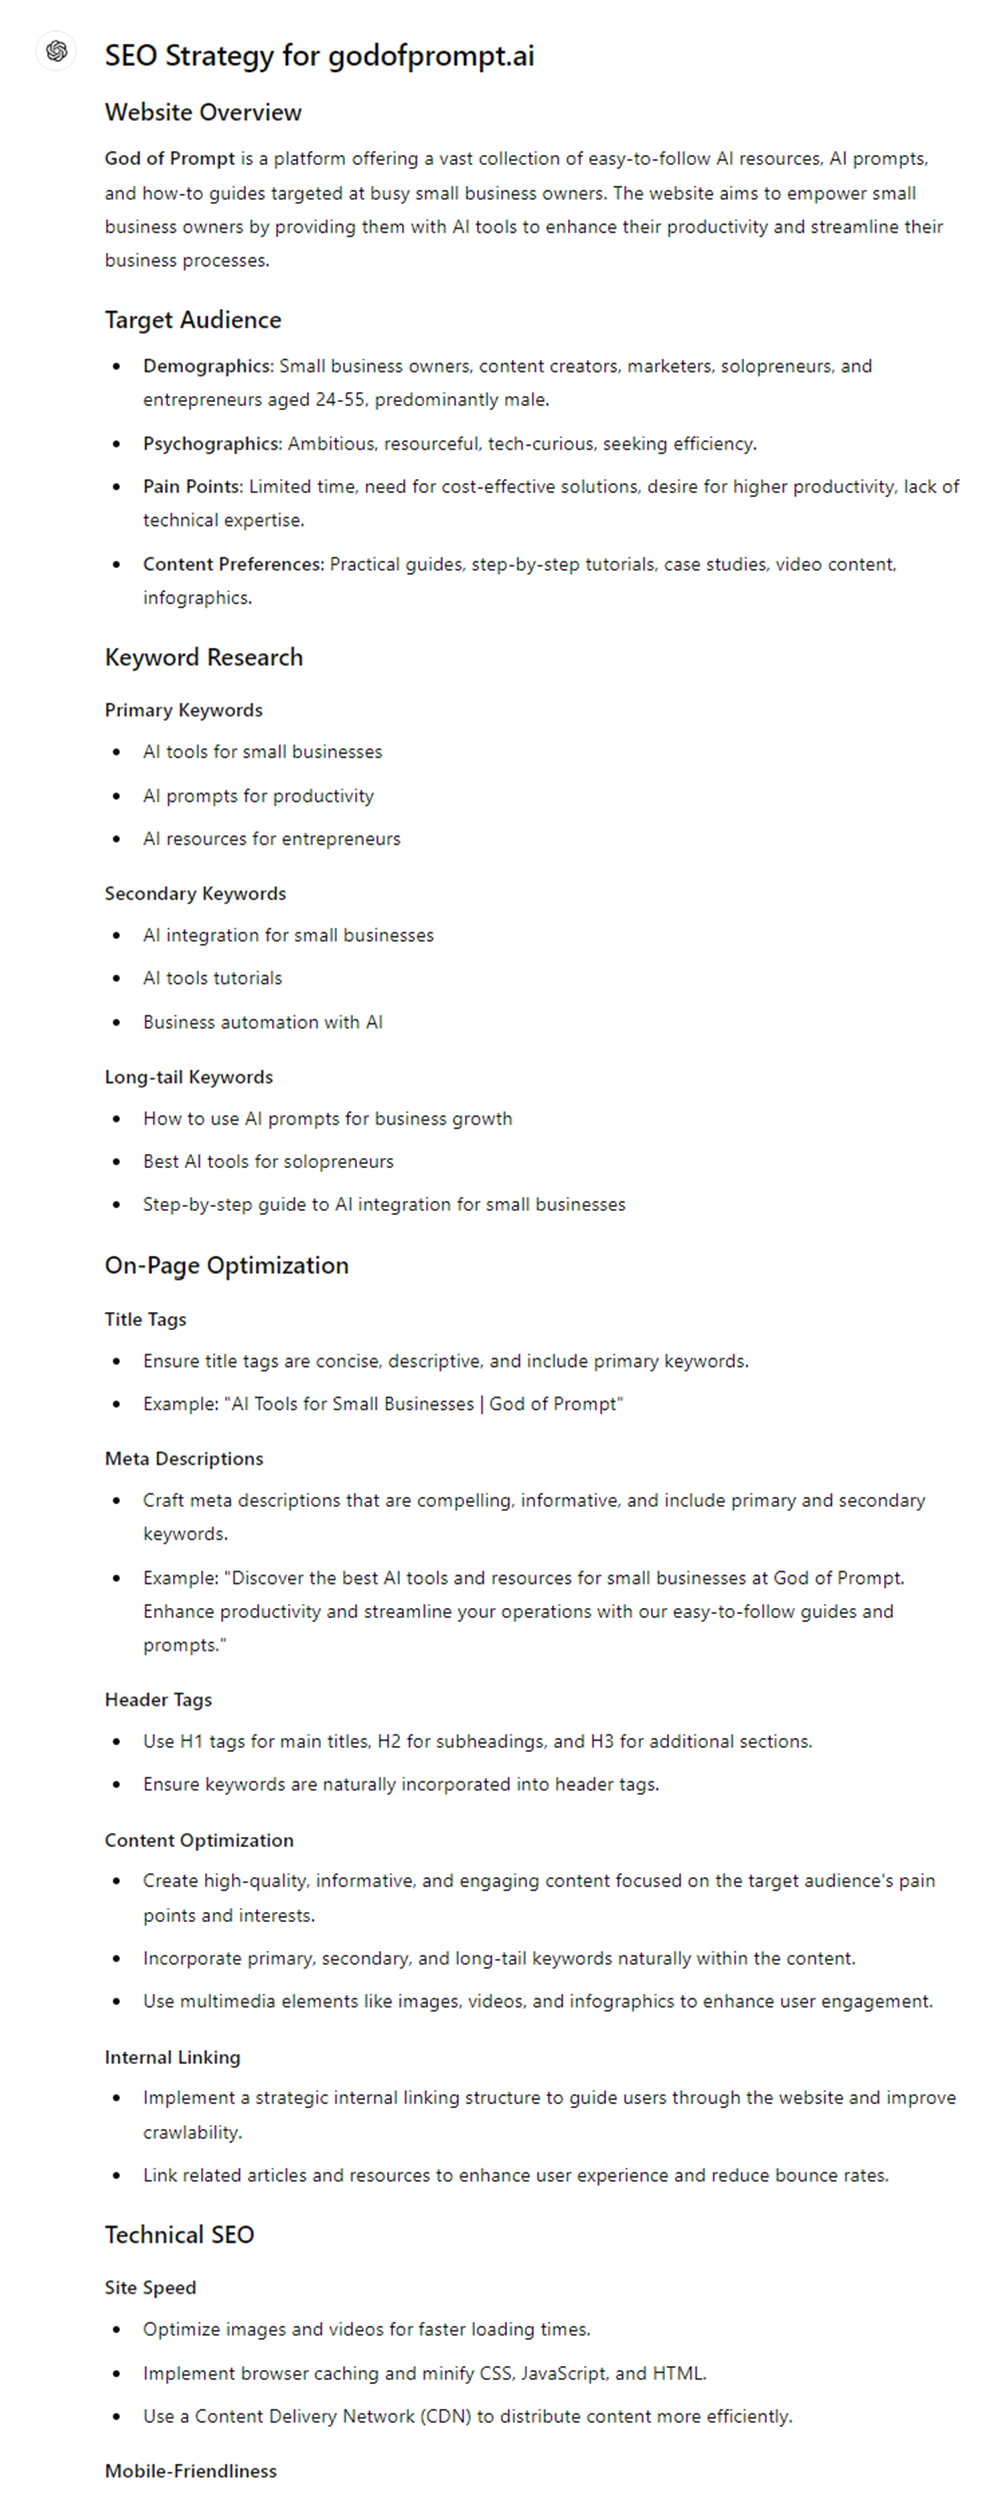 SEO Strategy for godofprompt.ai
Website Overview
God of Prompt is a platform offering a vast collection of easy-to-follow AI resources, AI prompts,
and how-to guides targeted at busy small business owners. The website aims to empower small
business owners by providing them with AI tools to enhance their productivity and streamline their
business processes.
Target Audience
• Demographics: Small business owners, content creators, marketers, solopreneurs, and
entrepreneurs aged 24-55, predominantly male.
• Psychographics: Ambitious, resourceful, tech-curious, seeking efficiency.
• Pain Points: Limited time, need for cost-effective solutions, desire for higher productivity, lack of
technical expertise.
• Content Preferences: Practical guides, step-by-step tutorials, case studies, video content,
infographics.
Keyword Research
Primary Keywords
• AI tools for small businesses
• AI prompts for productivity
• AI resources for entrepreneurs
Secondary Keywords
• AI integration for small businesses
• AI tools tutorials
• Business automation with AI
Long-tail Keywords
• How to use AI prompts for business growth
• Best AI tools for solopreneurs
• Step-by-step guide to AI integration for small businesses
On-Page Optimization
Title Tags
• Ensure title tags are concise, descriptive, and include primary keywords.
• Example: "AI Tools for Small Businesses | God of Prompt"
Meta Descriptions
• Craft meta descriptions that are compelling, informative, and include primary and secondary
keywords.
• Example: "Discover the best AI tools and resources for small businesses at God of Prompt.
Enhance productivity and streamline your operations with our easy-to-follow guides and
prompts."
Header Tags
• Use H1 tags for main titles, H2 for subheadings, and H3 for additional sections.
• Ensure keywords are naturally incorporated into header tags.
Content Optimization
• Create high-quality, informative, and engaging content focused on the target audience's pain
points and interests.
• Incorporate primary, secondary, and long-tail keywords naturally within the content.
• Use multimedia elements like images, videos, and infographics to enhance user engagement.
Internal Linking
• Implement a strategic internal linking structure to guide users through the website and improve
crawlability.
• Link related articles and resources to enhance user experience and reduce bounce rates.
Technical SEO
Site Speed
• Optimize images and videos for faster loading times.
• Implement browser caching and minify CSS, JavaScript, and HTML.
• Use a Content Delivery Network (CDN) to distribute content more efficiently.
Mobile-Friendliness